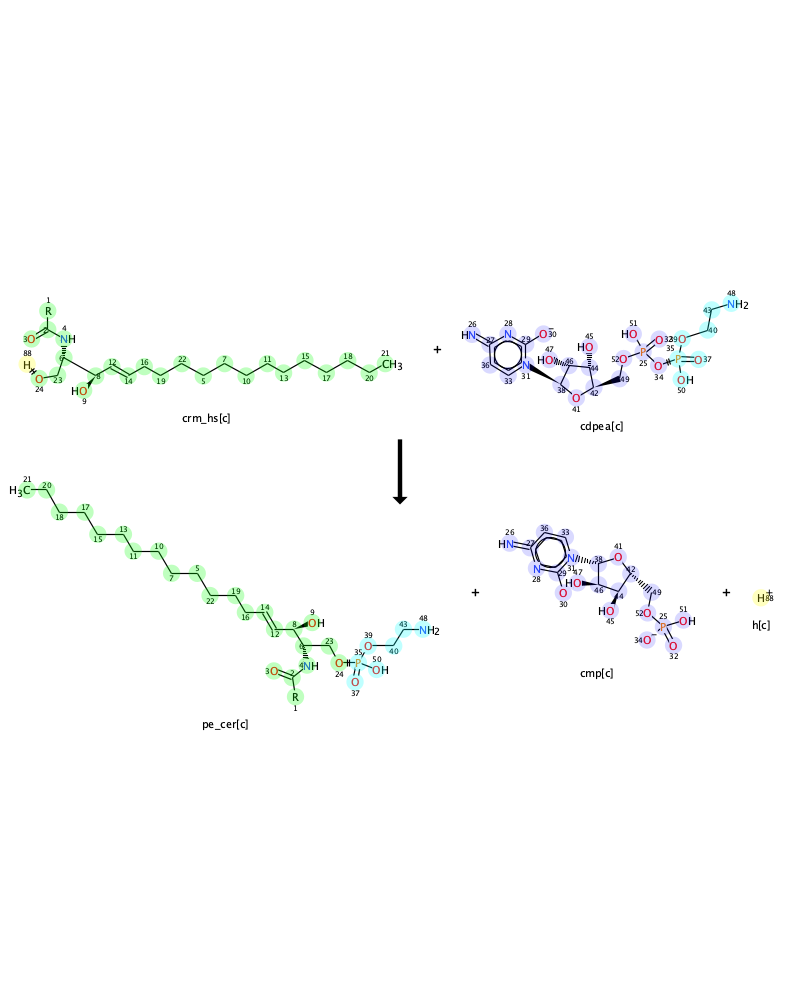 1
R
2
3
O
4
NH
88
H
6
O
24
23
8
HO
9
12
14
16
19
22
5
7
10
11
13
15
17
18
20
21
CH3
crm_hs[c]
+
26
HN
27
28
N
29
O−
30
36
33
N
31
47
HO
46
45
HO
44
38
O
41
42
49
52
O
51
HO
P
25
O
32
O
34
39
O
35
P
O
37
OH
50
40
43
48
NH2
cdpea[c]
21
H3C
20
18
17
15
13
11
10
7
5
22
19
16
14
12
8
9
OH
6
23
4
NH
3
O
2
R
1
O
24
35
P
39
O
50
OH
O
37
40
43
48
NH2
pe_cer[c]
+
26
HN
27
36
33
N
31
28
N
29
O
30
47
HO
46
38
41
O
42
44
HO
45
49
52
O
25
P
51
OH
34
O−
O
32
cmp[c]
+
H+
88
h[c]